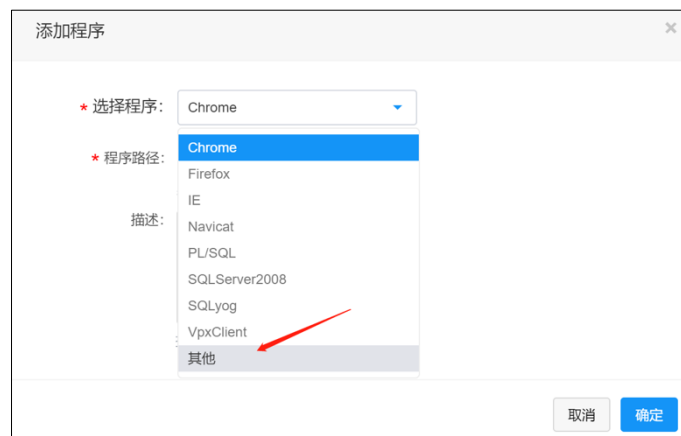 添加程序
* 选择程序： Chrome
Chrome
* 程序路径：
Firefox
IE
描述： Navicat
PL/SQL
SQLServer2008
SQLyog
VpxClient
其他
取消 确定